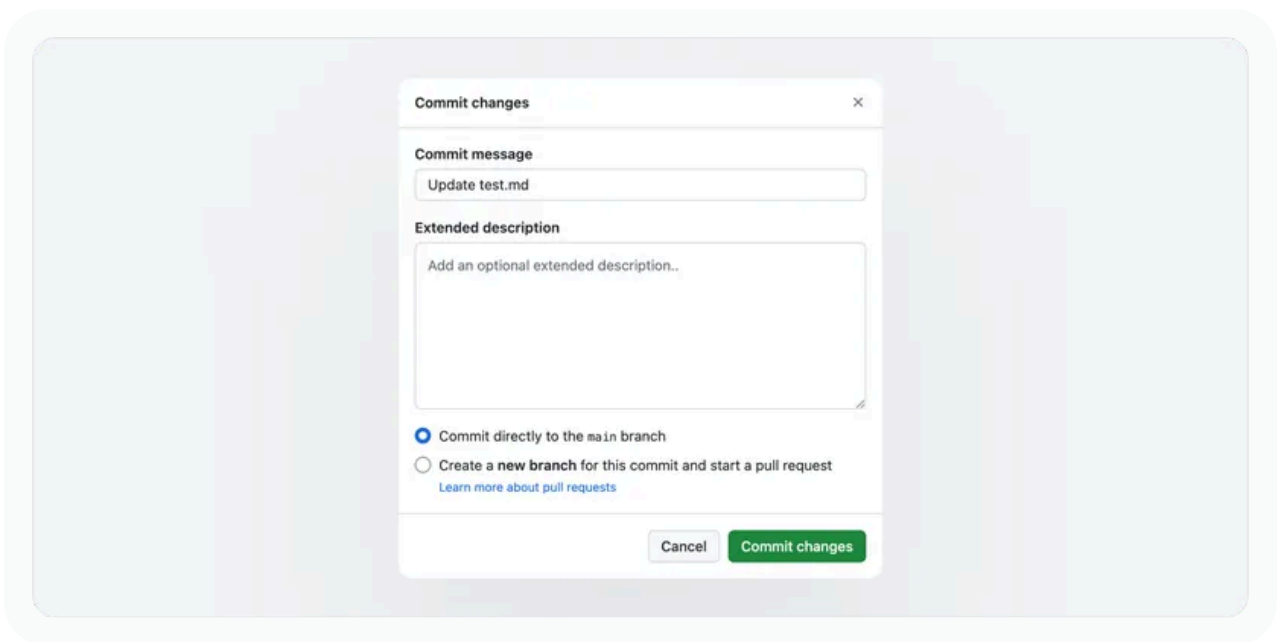 Commit changes
Commit message
Update test.md
Extended description
Add an optional extended description..
Commit directly to the main branch
Create a new branch for this commit and start a pull request
Learn more about pull requests
Cancel
Commit changes